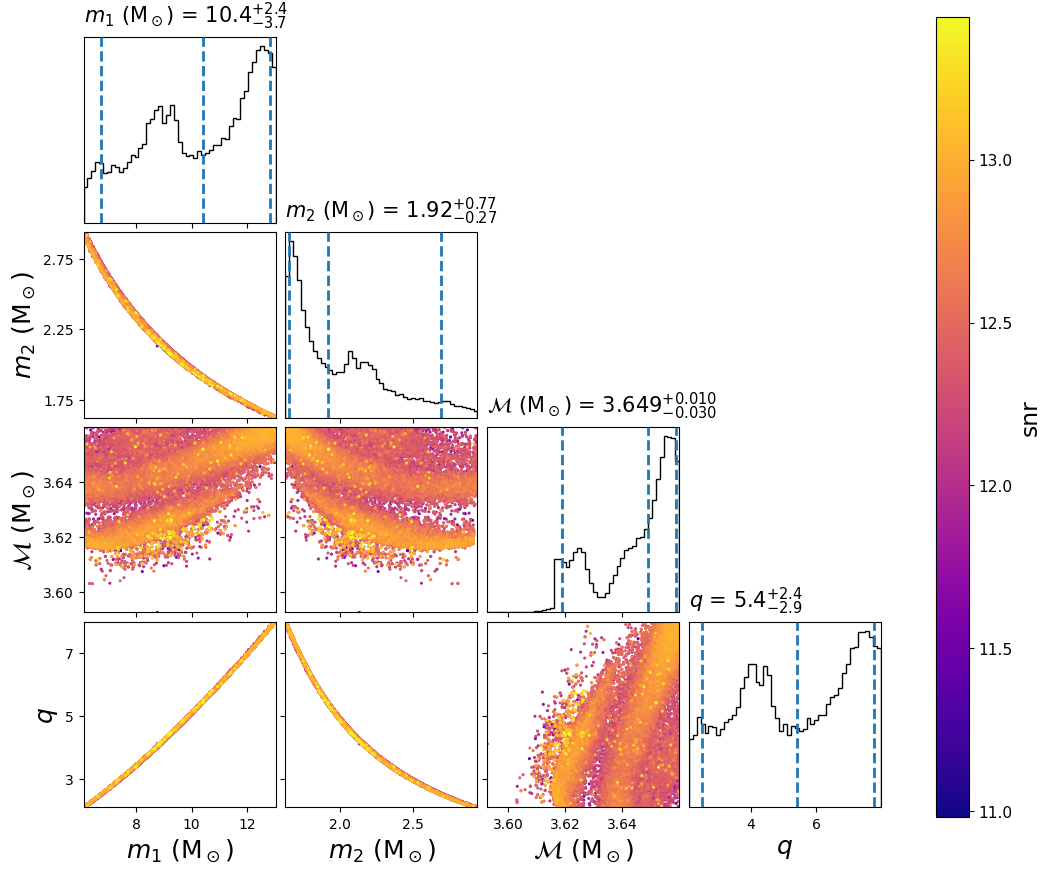 m₁ (M⊙) = 10.4+2.4−3.7
13.0
12.5
12.0
11.5
11.0
snr
m₂ (M⊙) = 1.92+0.77−0.27
2.75
2.25
1.75
m₂ (M⊙)
ℳ (M⊙) = 3.649+0.010−0.030
3.64
3.62
3.60
ℳ (M⊙)
q = 5.4+2.4−2.9
7
5
3
q
8 10 12
2.0 2.5
3.60 3.62 3.64
4 6
m₁ (M⊙)
m₂ (M⊙)
ℳ (M⊙)
q